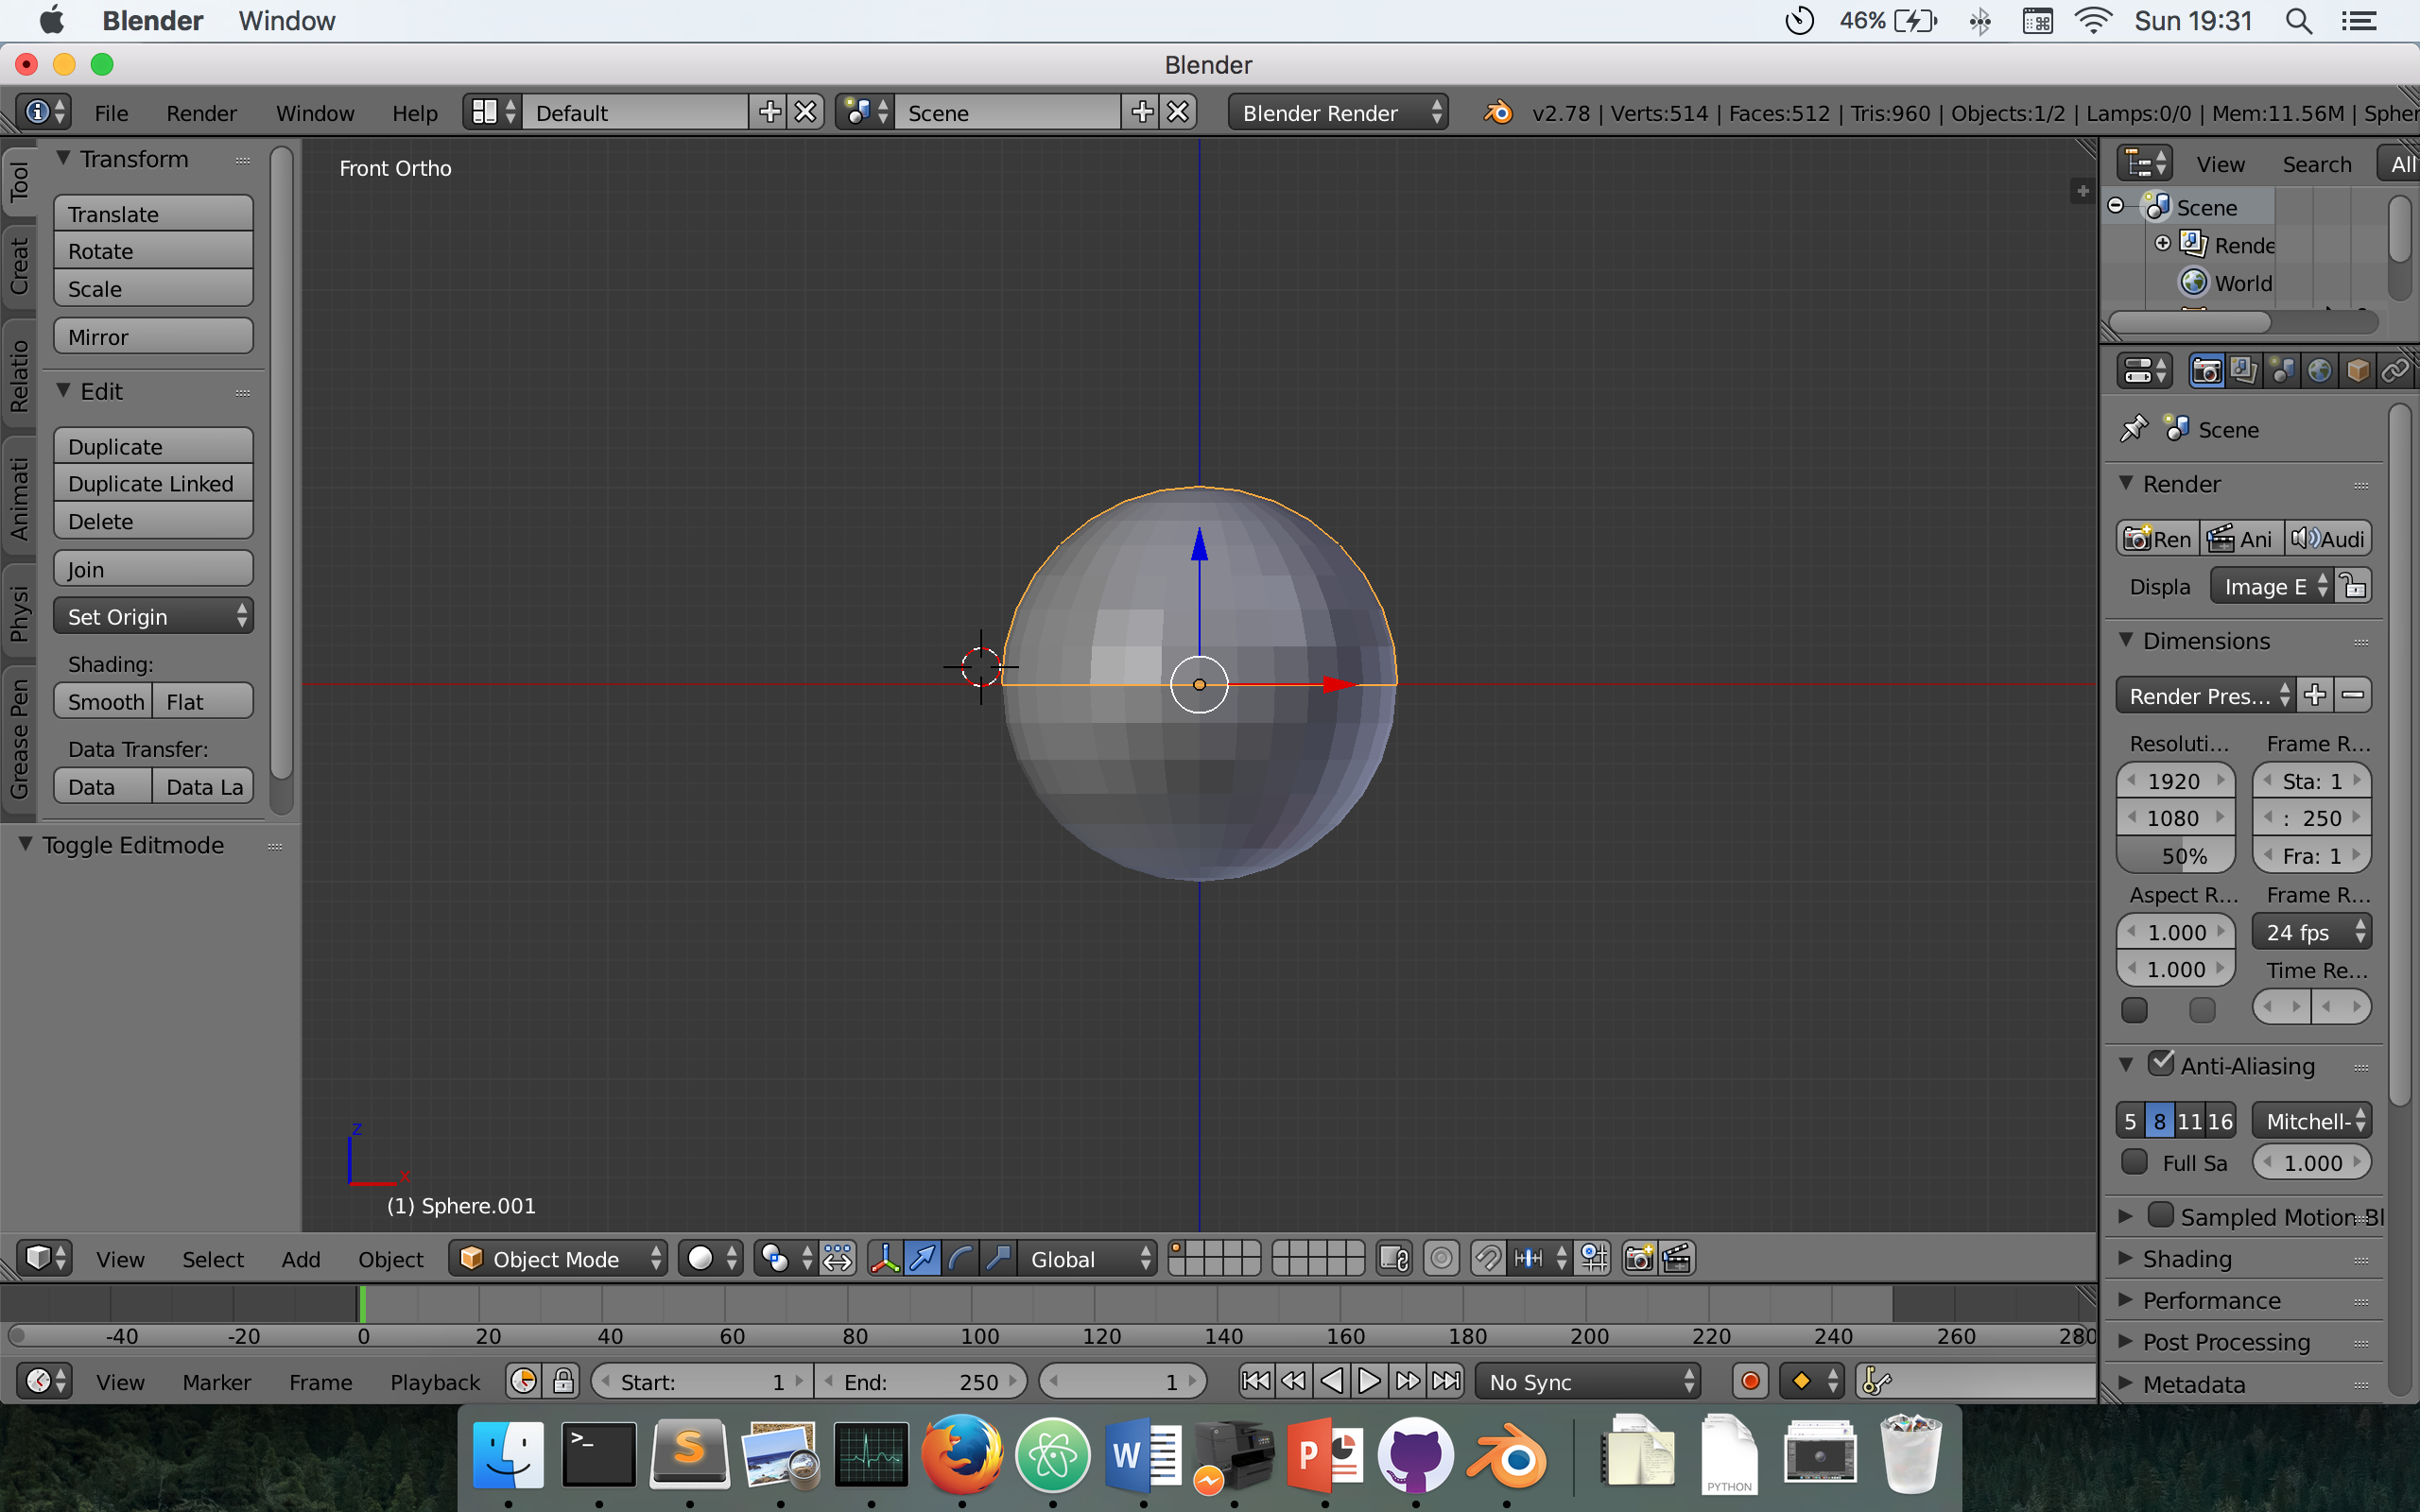 Blender Window 46% Sun 19:31
Blender
File Render Window Help Default Scene Blender Render v2.78 | Verts:514 | Faces:512 | Tris:960 | Objects:1/2 | Lamps:0/0 | Mem:11.56M | Spher
Tool
Creat
Relatio
Animati
Physi
Grease Pen
Transform
Translate
Rotate
Scale
Mirror
Edit
Duplicate
Duplicate Linked
Delete
Join
Set Origin
Shading:
Smooth Flat
Data Transfer:
Data Data La
Toggle Editmode
Front Ortho
z
x
(1) Sphere.001
View Search All
Scene
Rende
World
Scene
Render
Ren Ani Audi
Displa Image E
Dimensions
Render Pres...
Resoluti... Frame R...
1920 Sta: 1
1080 : 250
50% Fra: 1
Aspect R... Frame R...
1.000 24 fps
1.000 Time Re...
Anti-Aliasing
5 8 11 16 Mitchell-
Full Sa 1.000
Sampled Motion Bl
Shading
Performance
Post Processing
Metadata
View Select Add Object Object Mode Global
-40 -20 0 20 40 60 80 100 120 140 160 180 200 220 240 260 280
View Marker Frame Playback Start: 1 End: 250 1 No Sync
>_ S W P PYTHON